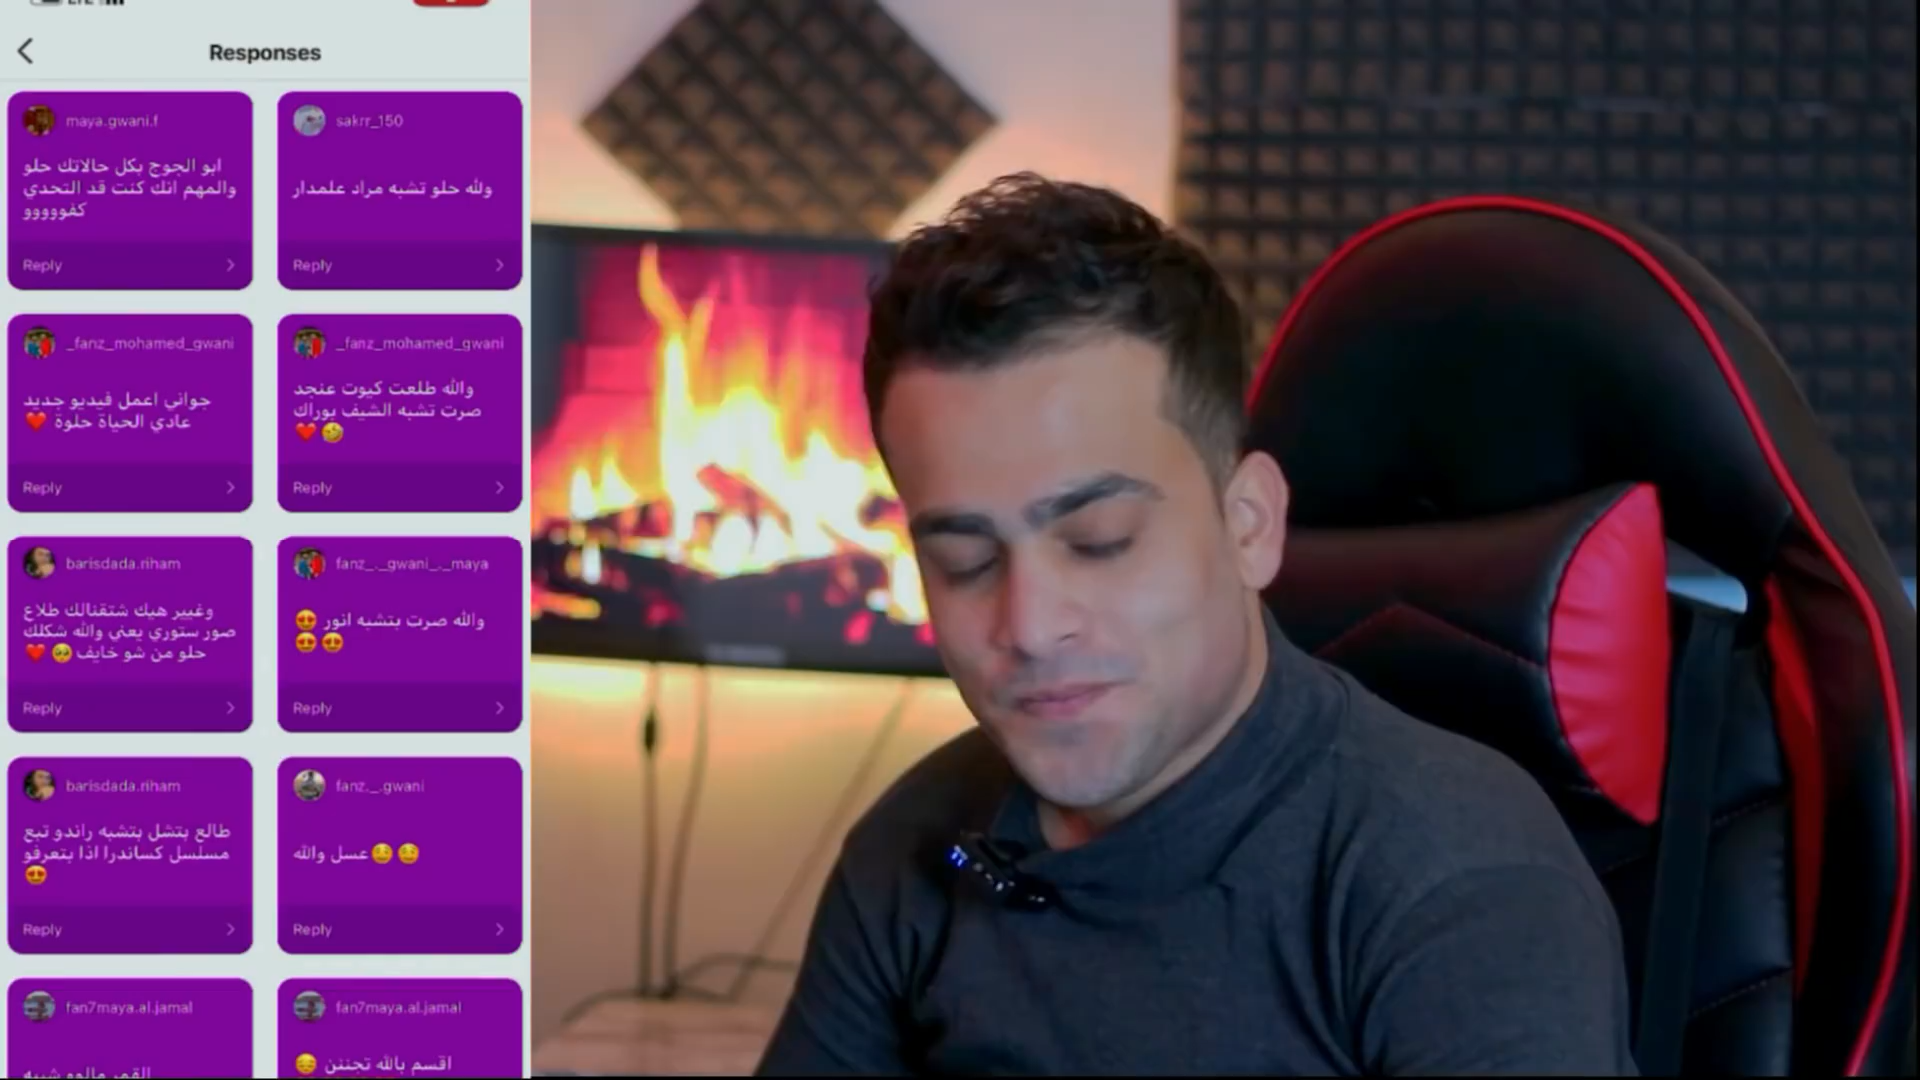 Responses
maya.gwani.f
ابو الجوج بكل حالاتك حلو
والمهم انك كنت قد التحدي
كفووووو
Reply
sakrr_150
ولله حلو تشبه مراد علمدار
Reply
_fanz_mohamed_gwani
جواني اعمل فيديو جديد
عادي الحياة حلوة ❤️
Reply
_fanz_mohamed_gwani
والله طلعت كيوت عنجد
صرت تشبه الشيف بوراك
🤣❤️
Reply
barisdada.riham
وغيير هيك شتقنالك طلاع
صور ستوري يعني والله شكلك
حلو من شو خايف🥺❤️
Reply
fanz_._gwani_._maya
والله صرت بتشبه انور 😍
😍😍
Reply
barisdada.riham
طالع بتشل بتشبه راندو تبع
مسلسل كساندرا اذا بتعرفو
😍
Reply
fanz._.gwani
عسل والله
Reply
fan7maya.al.jamal
القمر مالوو شبيه
fan7maya.al.jamal
اقسم بالله تجننن 😔